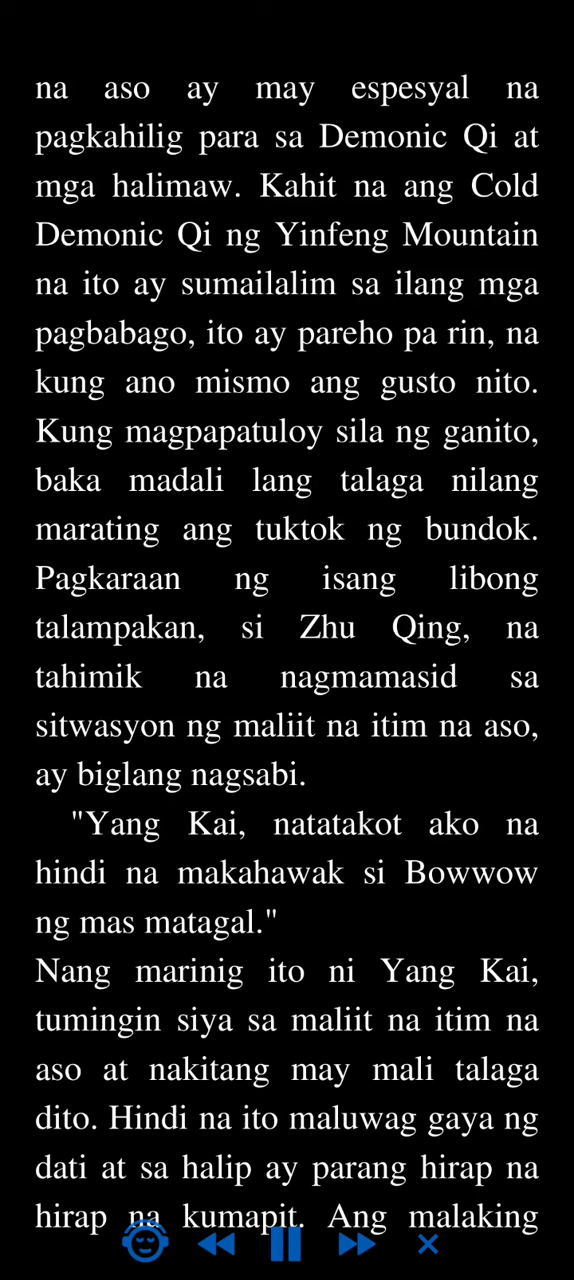 na aso ay may espesyal na
pagkahilig para sa Demonic Qi at
mga halimaw. Kahit na ang Cold
Demonic Qi ng Yinfeng Mountain
na ito ay sumailalim sa ilang mga
pagbabago, ito ay pareho pa rin, na
kung ano mismo ang gusto nito.
Kung magpapatuloy sila ng ganito,
baka madali lang talaga nilang
marating ang tuktok ng bundok.
Pagkaraan ng isang libong
talampakan, si Zhu Qing, na
tahimik na nagmamasid sa
sitwasyon ng maliit na itim na aso,
ay biglang nagsabi.
"Yang Kai, natatakot ako na
hindi na makahawak si Bowwow
ng mas matagal."
Nang marinig ito ni Yang Kai,
tumingin siya sa maliit na itim na
aso at nakitang may mali talaga
dito. Hindi na ito maluwag gaya ng
dati at sa halip ay parang hirap na
hirap na kumapit. Ang malaking